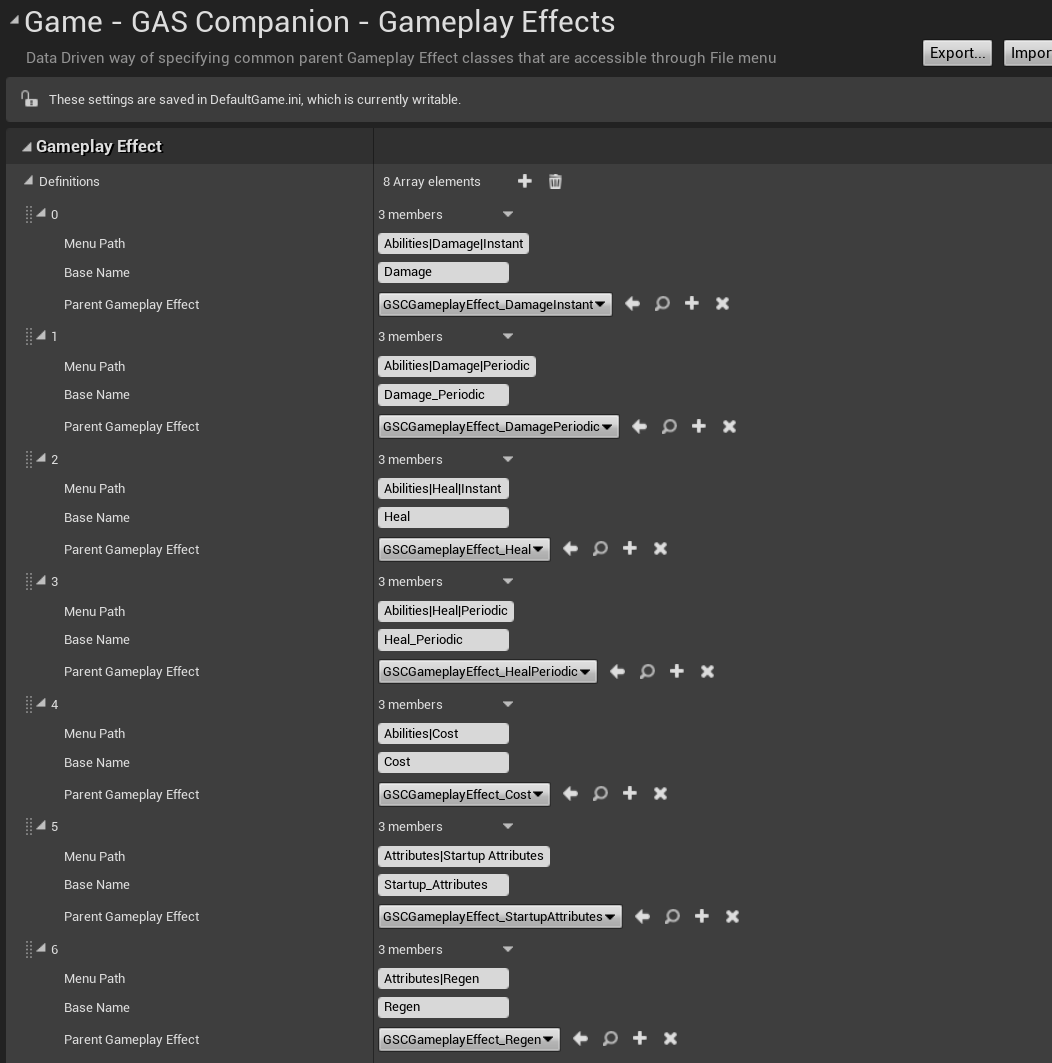 Game - GAS Companion - Gameplay Effects
Data Driven way of specifying common parent Gameplay Effect classes that are accessible through File menu
Export... Impor
These settings are saved in DefaultGame.ini, which is currently writable.
Gameplay Effect
Definitions 8 Array elements
0 3 members
Menu Path Abilities|Damage|Instant
Base Name Damage
Parent Gameplay Effect GSCGameplayEffect_DamageInstant
1 3 members
Menu Path Abilities|Damage|Periodic
Base Name Damage_Periodic
Parent Gameplay Effect GSCGameplayEffect_DamagePeriodic
2 3 members
Menu Path Abilities|Heal|Instant
Base Name Heal
Parent Gameplay Effect GSCGameplayEffect_Heal
3 3 members
Menu Path Abilities|Heal|Periodic
Base Name Heal_Periodic
Parent Gameplay Effect GSCGameplayEffect_HealPeriodic
4 3 members
Menu Path Abilities|Cost
Base Name Cost
Parent Gameplay Effect GSCGameplayEffect_Cost
5 3 members
Menu Path Attributes|Startup Attributes
Base Name Startup_Attributes
Parent Gameplay Effect GSCGameplayEffect_StartupAttributes
6 3 members
Menu Path Attributes|Regen
Base Name Regen
Parent Gameplay Effect GSCGameplayEffect_Regen